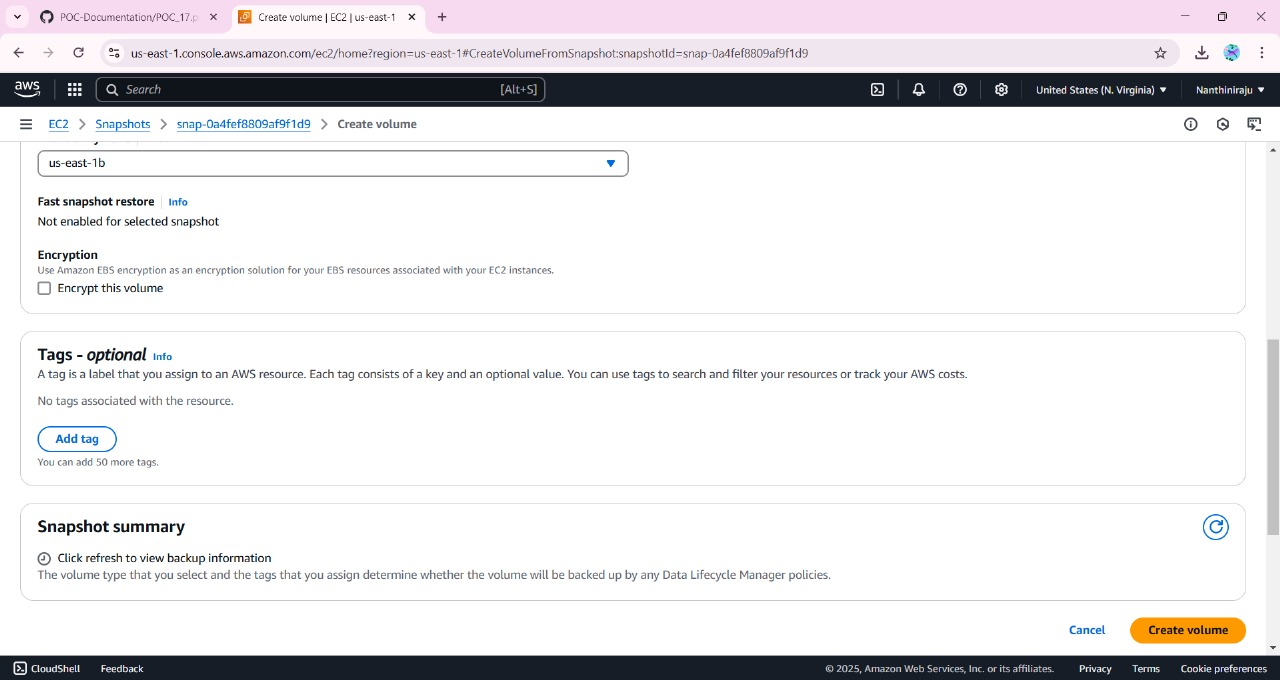 POC-Documentation/POC_17.p
Create volume | EC2 | us-east-1
us-east-1.console.aws.amazon.com/ec2/home?region=us-east-1#CreateVolumeFromSnapshot:snapshotId=snap-0a4fef8809af9f1d9
aws
Search [Alt+S]
United States (N. Virginia)
Nanthiniraju
EC2 > Snapshots > snap-0a4fef8809af9f1d9 > Create volume
us-east-1b
Fast snapshot restore | Info
Not enabled for selected snapshot
Encryption
Use Amazon EBS encryption as an encryption solution for your EBS resources associated with your EC2 instances.
Encrypt this volume
Tags - optional Info
A tag is a label that you assign to an AWS resource. Each tag consists of a key and an optional value. You can use tags to search and filter your resources or track your AWS costs.
No tags associated with the resource.
Add tag
You can add 50 more tags.
Snapshot summary
Click refresh to view backup information
The volume type that you select and the tags that you assign determine whether the volume will be backed up by any Data Lifecycle Manager policies.
Cancel
Create volume
CloudShell
Feedback
© 2025, Amazon Web Services, Inc. or its affiliates.
Privacy
Terms
Cookie preferences